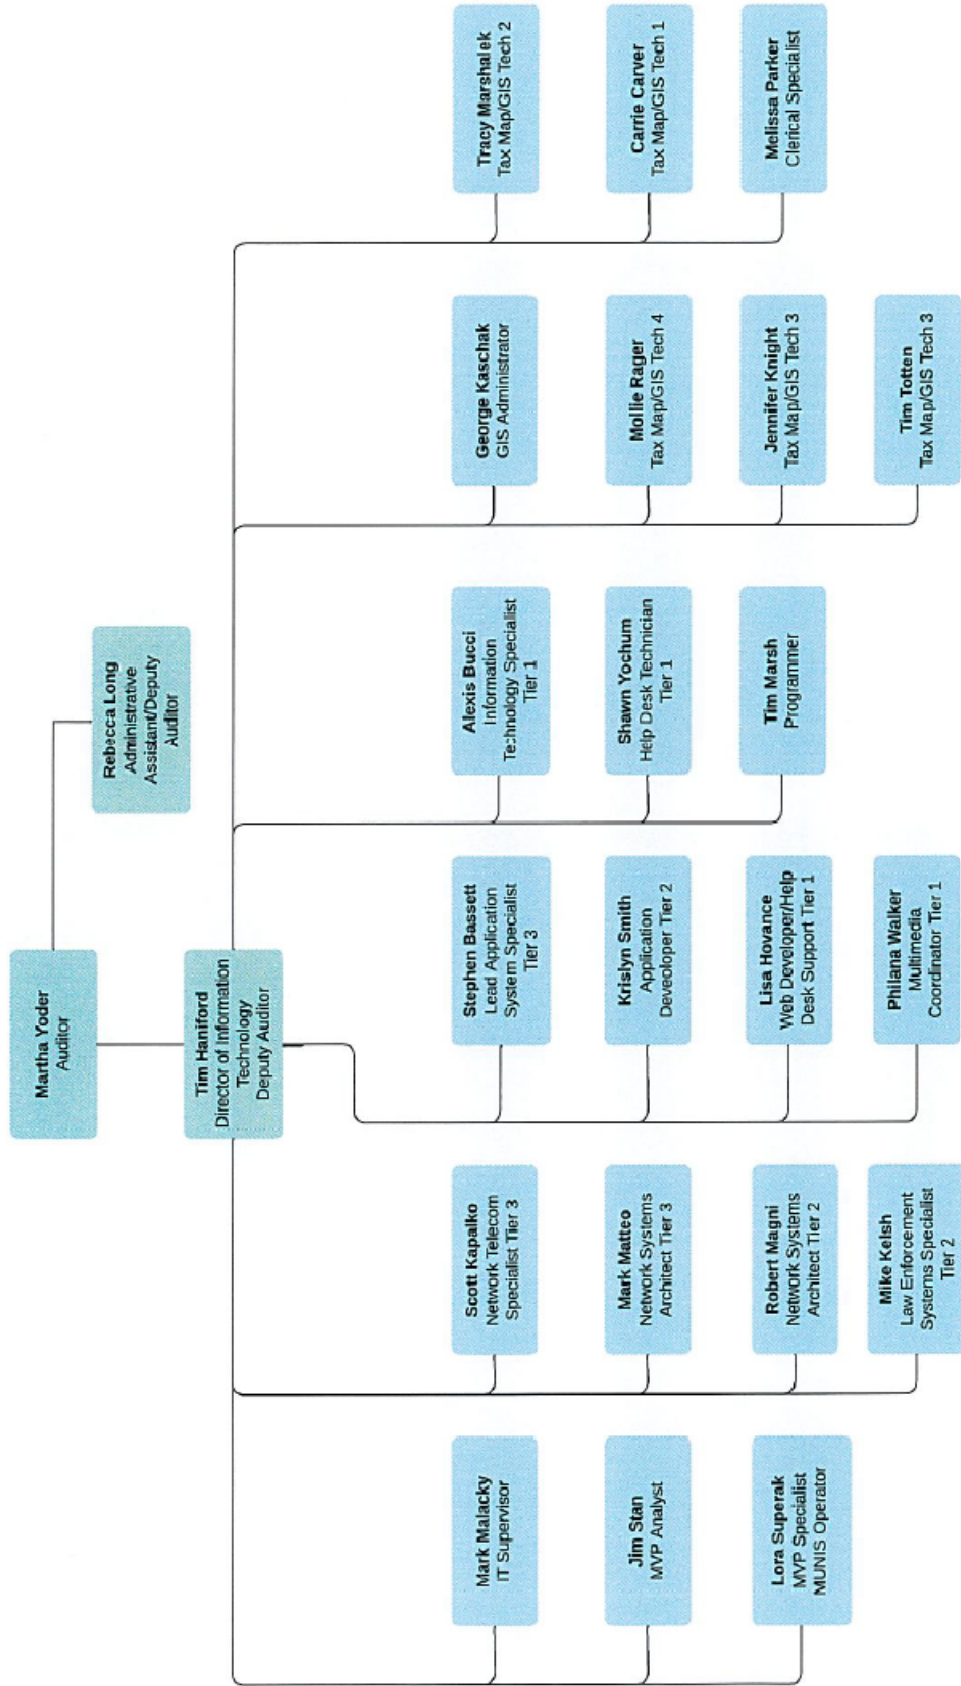 Martha Yoder
Auditor
Rebecca Long
Administrative
Assistant/Deputy
Auditor
Tim Haniford
Director of Information
Technology
Deputy Auditor
Mark Malacky
IT Supervisor
Jim Stan
MVP Analyst
Lora Superak
MVP Specialist
MUNIS Operator
Scott Kapalko
Network Telecom
Specialist Tier 3
Mark Matteo
Network Systems
Architect Tier 3
Robert Magni
Network Systems
Architect Tier 2
Mike Kelsh
Law Enforcement
Systems Specialist
Tier 2
Stephen Bassett
Lead Application
System Specialist
Tier 3
Krislyn Smith
Application
Deveoloper Tier 2
Lisa Hovance
Web Developer/Help
Desk Support Tier 1
Philana Walker
Multimedia
Coordinator Tier 1
Alexis Bucci
Information
Technology Specialist
Tier 1
Shawn Yochum
Help Desk Technician
Tier 1
Tim Marsh
Programmer
George Kaschak
GIS Administrator
Mollie Rager
Tax Map/GIS Tech 4
Jennifer Knight
Tax Map/GIS Tech 3
Tim Totten
Tax Map/GIS Tech 3
Tracy Marshalek
Tax Map/GIS Tech 2
Carrie Carver
Tax Map/GIS Tech 1
Melissa Parker
Clerical Specialist